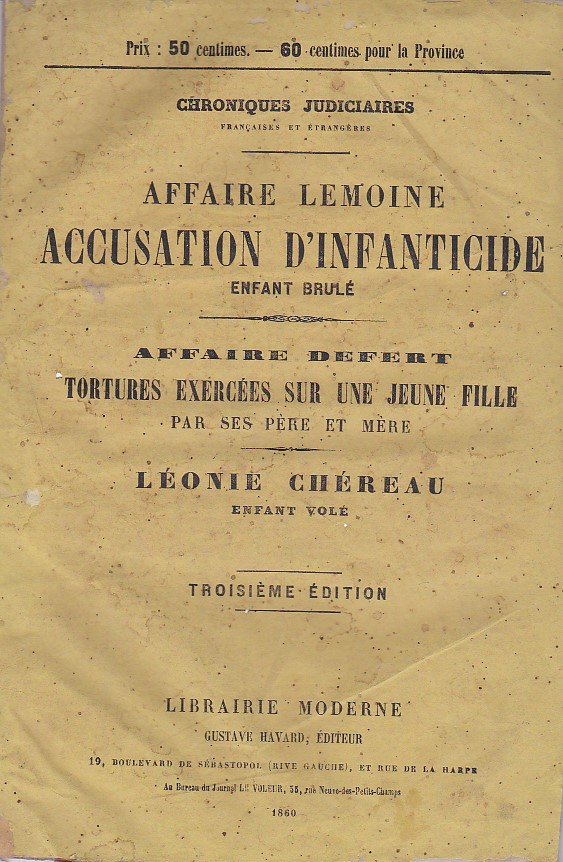 Prix : 50 centimes. — 60 centimes pour la Province
CHRONIQUES JUDICIAIRES
FRANÇAISES ET ÉTRANGÈRES
AFFAIRE LEMOINE
ACCUSATION D'INFANTICIDE
ENFANT BRULÉ
AFFAIRE DEFERT
TORTURES EXERCÉES SUR UNE JEUNE FILLE
PAR SES PÈRE ET MÈRE
LÉONIE CHÉREAU
ENFANT VOLÉ
TROISIÈME ÉDITION
LIBRAIRIE MODERNE
GUSTAVE HAVARD, ÉDITEUR
19, BOULEVARD DE SÉBASTOPOL (RIVE GAUCHE), ET RUE DE LA HARPE
Au Bureau du Journal LE VOLEUR, 35, rue Neuve-des-Petits-Champs
1860